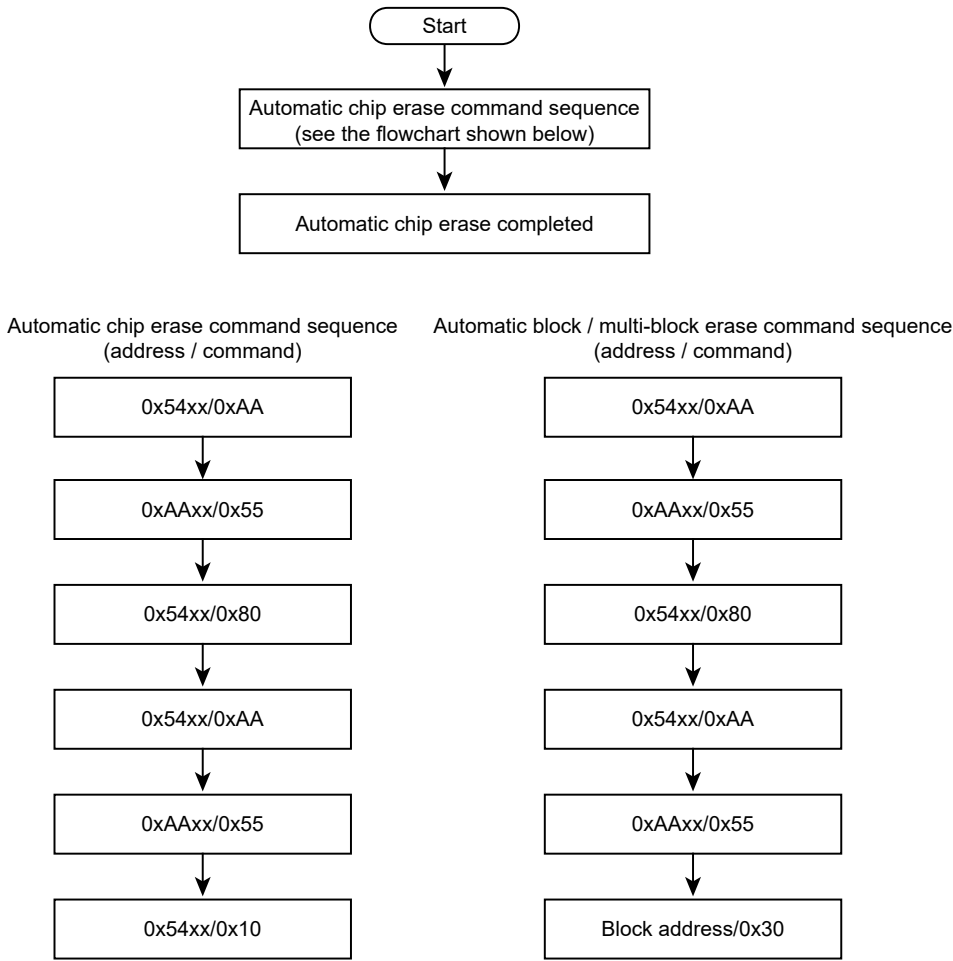 Start
Automatic chip erase command sequence
(see the flowchart shown below)
Automatic chip erase completed
Automatic chip erase command sequence
(address / command)
0x54xx/0xAA
0xAAxx/0x55
0x54xx/0x80
0x54xx/0xAA
0xAAxx/0x55
0x54xx/0x10
Automatic block / multi-block erase command sequence
(address / command)
0x54xx/0xAA
0xAAxx/0x55
0x54xx/0x80
0x54xx/0xAA
0xAAxx/0x55
Block address/0x30